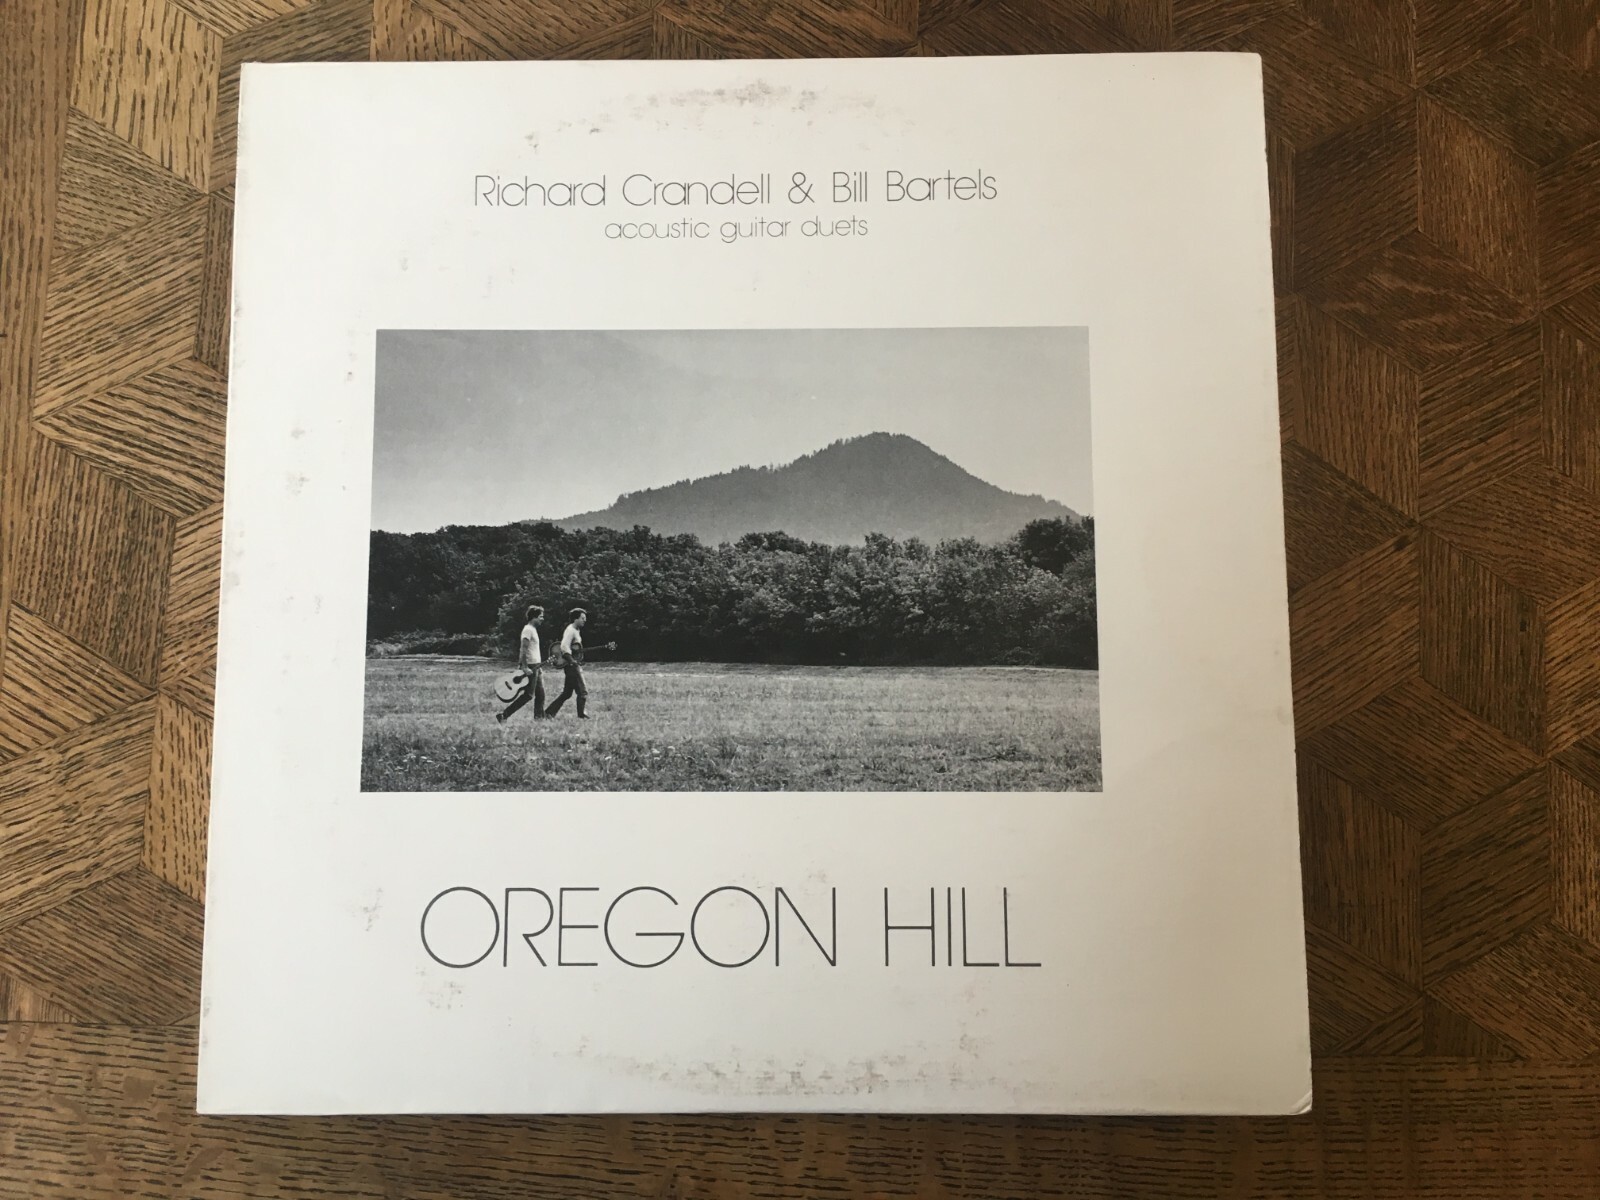 Richard Crandell & Bill Bartels
acoustic guitar duets
OREGON HILL